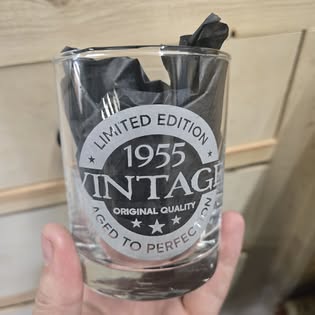 LIMITED EDITION
1955
VINTAGE
ORIGINAL QUALITY
AGED TO PERFECTION